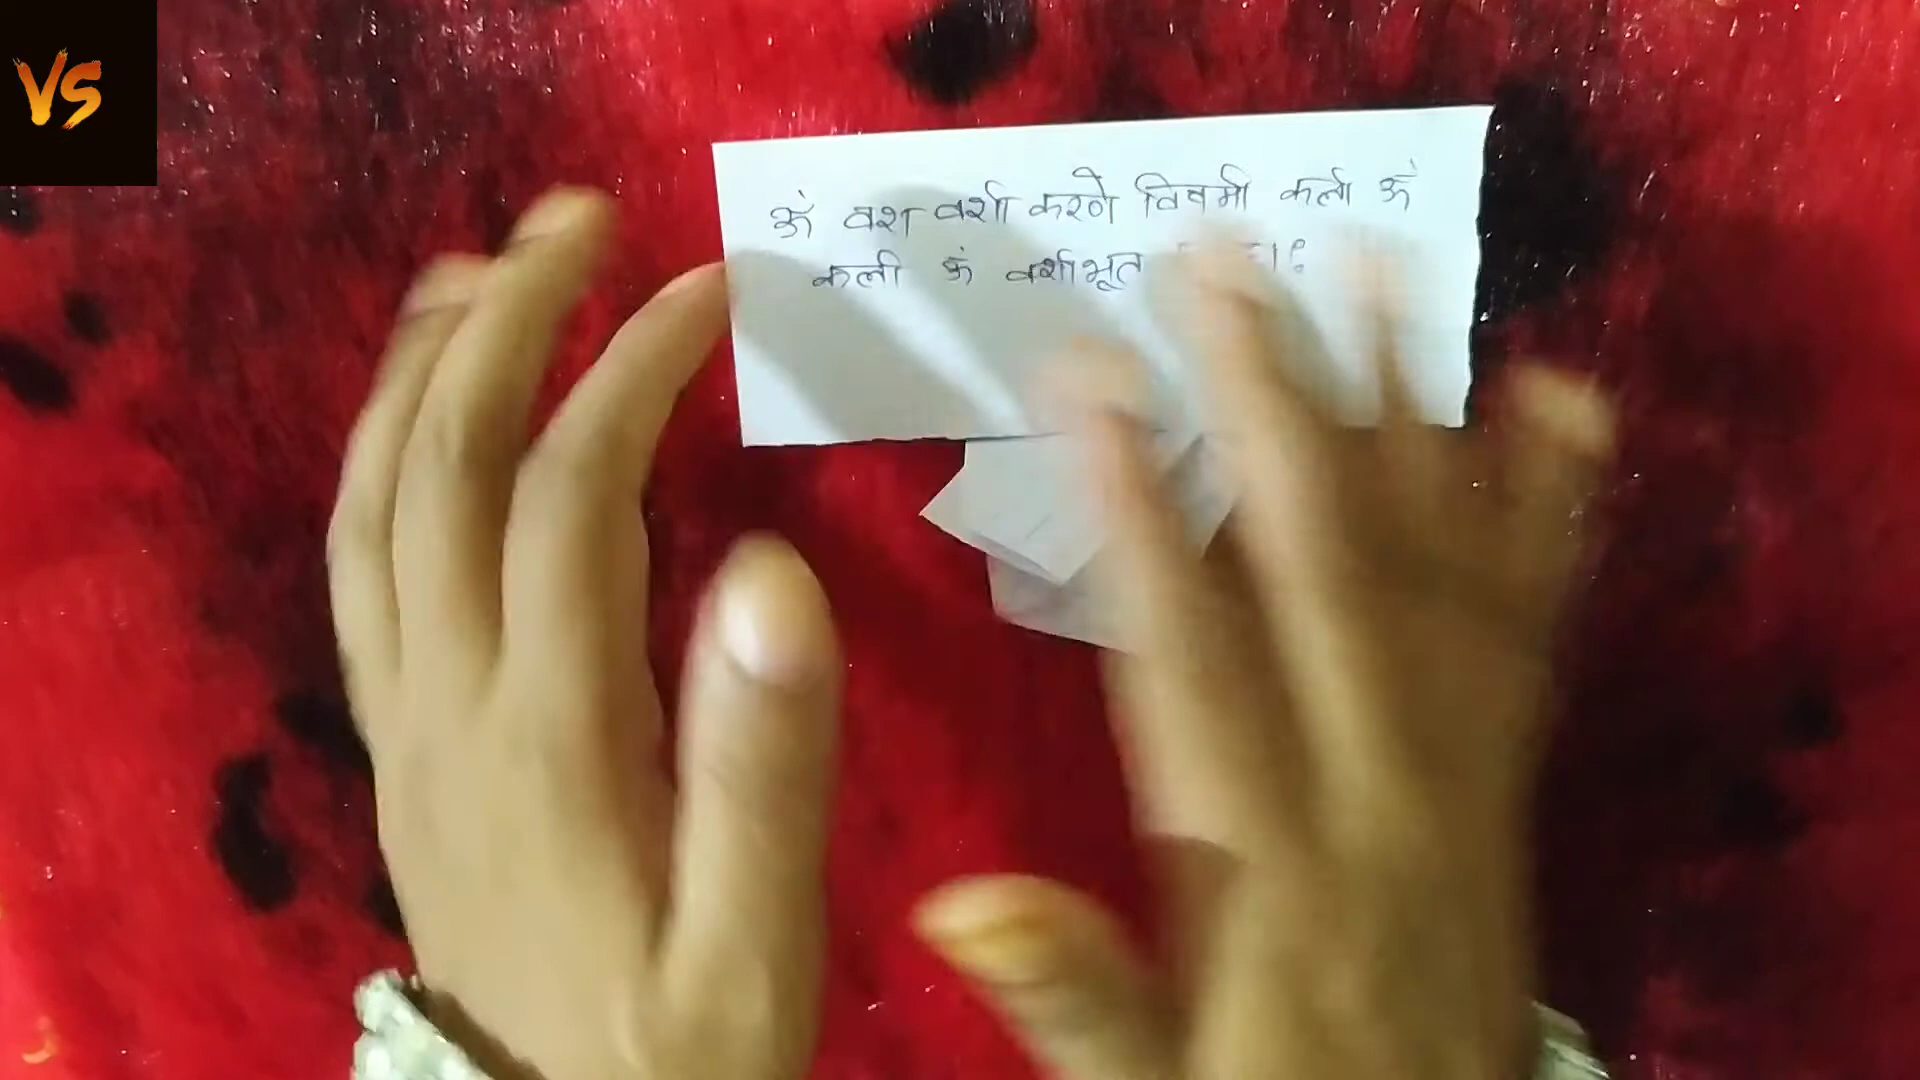 VS
ॐ वश वशी करणे विषमी कली ॐ
कली ॐ वशीभूत